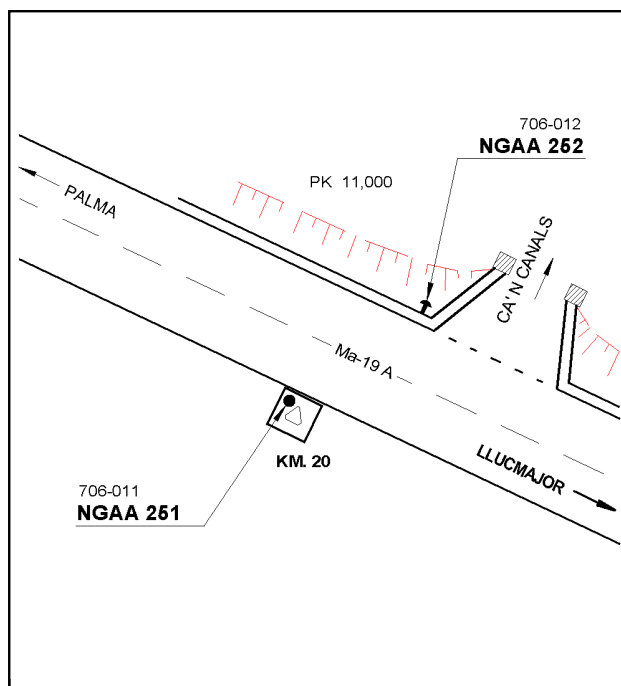 706-012
NGAA 252
PK 11,000
PALMA
CA' N CANALS
Ma-19 A
KM. 20
LLUCMAJOR
706-011
NGAA 251